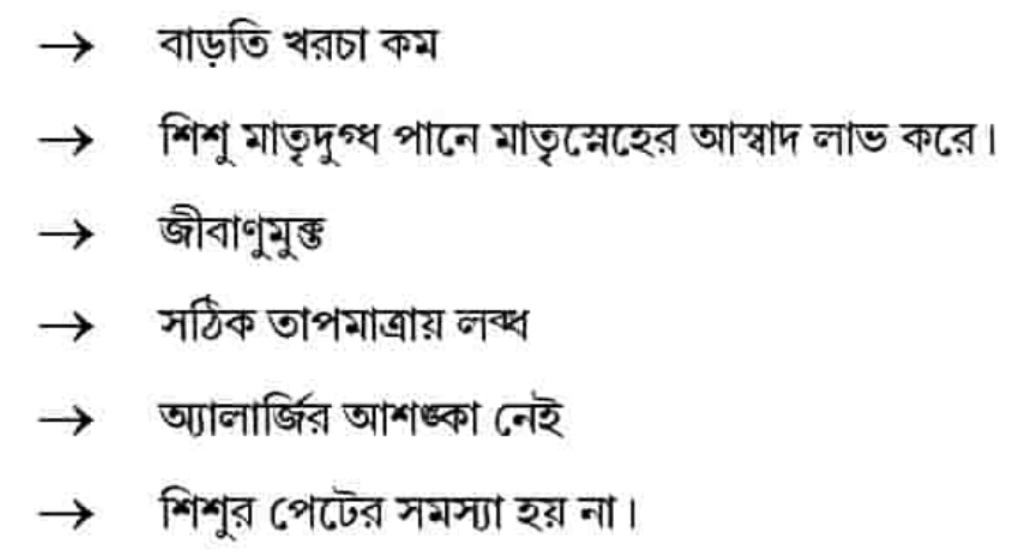 → বাড়তি খরচা কম
→ শিশু মাতৃদুগ্ধ পানে মাতৃস্নেহের আস্বাদ লাভ করে।
→ জীবাণুমুক্ত
→ সঠিক তাপমাত্রায় লব্ধ
→ অ্যালার্জির আশঙ্কা নেই
→ শিশুর পেটের সমস্যা হয় না।